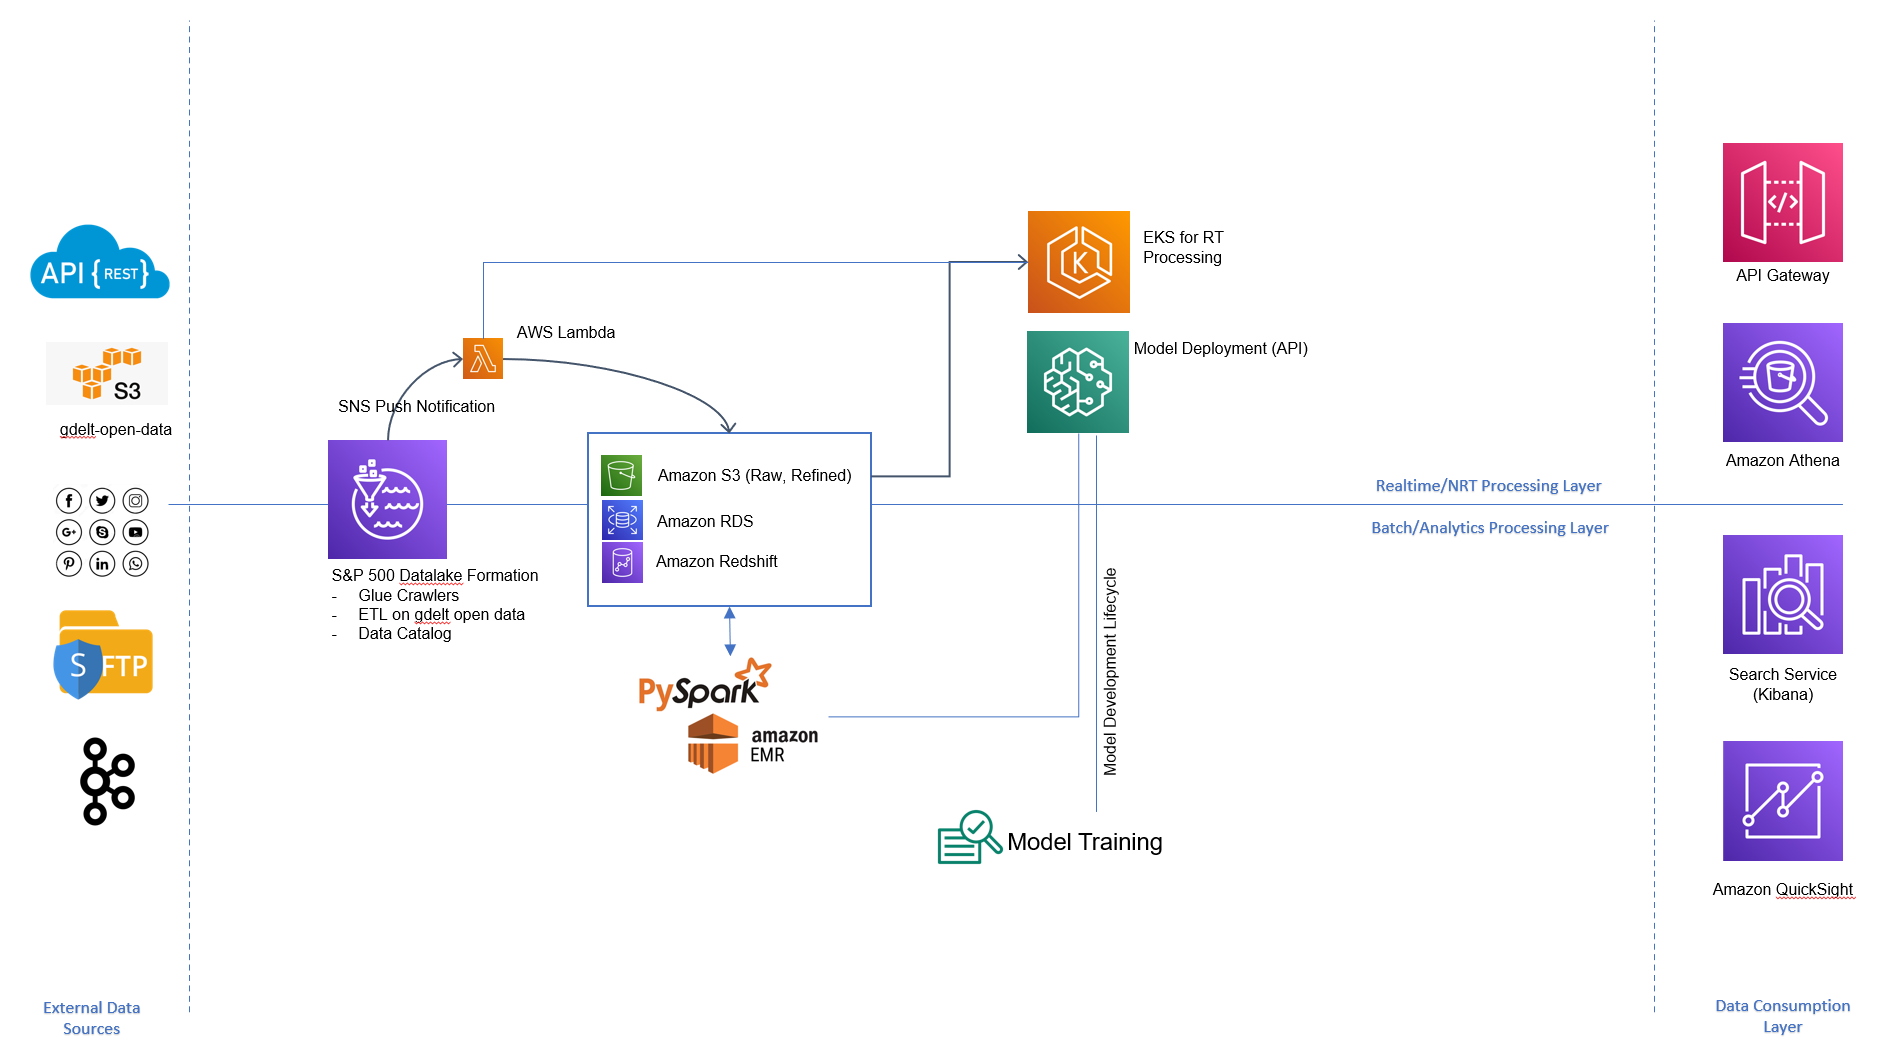 API {REST}
S3
gdelt-open-data
SFTP
External Data
Sources
SNS Push Notification
AWS Lambda
S&P 500 Datalake Formation
- Glue Crawlers
- ETL on gdelt open data
- Data Catalog
Amazon S3 (Raw, Refined)
Amazon RDS
Amazon Redshift
PySpark
amazon
EMR
EKS for RT
Processing
Model Deployment (API)
Model Development Lifecycle
Model Training
Realtime/NRT Processing Layer
Batch/Analytics Processing Layer
API Gateway
Amazon Athena
Search Service
(Kibana)
Amazon QuickSight
Data Consumption
Layer